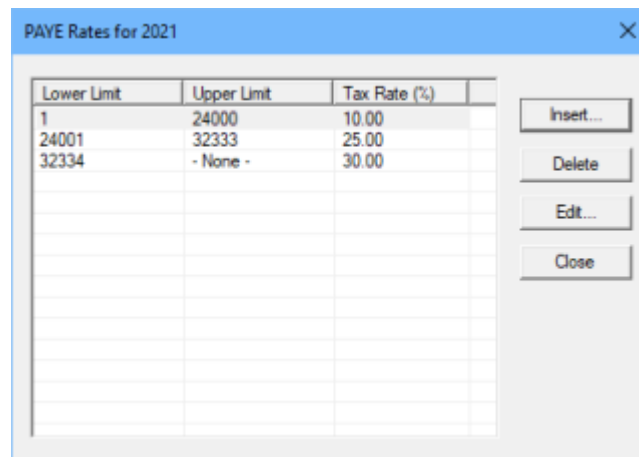 PAYE Rates for 2021
Lower Limit Upper Limit Tax Rate (%)
1 24000 10.00
24001 32333 25.00
32334 - None - 30.00
Insert...
Delete
Edit...
Close